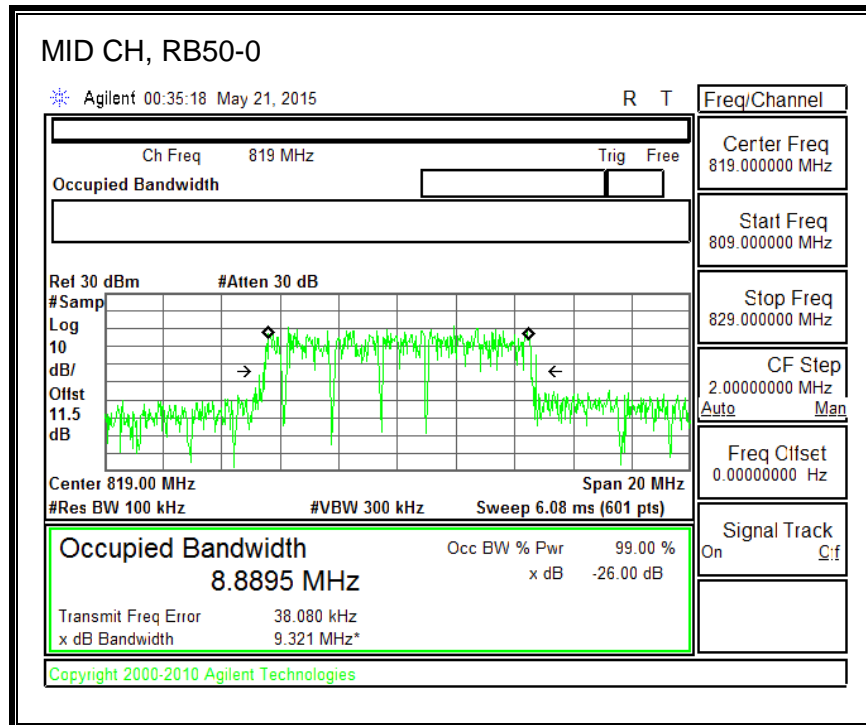 MID CH, RB50-0
Agilent 00:35:18 May 21, 2015 R T
Freq/Channel
Ch Freq 819 MHz Trig Free
Occupied Bandwidth
Center Freq
819.000000 MHz
Start Freq
809.000000 MHz
Stop Freq
829.000000 MHz
CF Step
2.00000000 MHz
Auto Man
Freq Offset
0.00000000 Hz
Signal Track
On Off
Ref 30 dBm #Atten 30 dB
#Samp
Log
10
dB/
Offst
11.5
dB
Center 819.00 MHz Span 20 MHz
#Res BW 100 kHz #VBW 300 kHz Sweep 6.08 ms (601 pts)
Occupied Bandwidth
8.8895 MHz
Occ BW % Pwr 99.00 %
x dB -26.00 dB
Transmit Freq Error 38.080 kHz
x dB Bandwidth 9.321 MHz*
Copyright 2000-2010 Agilent Technologies